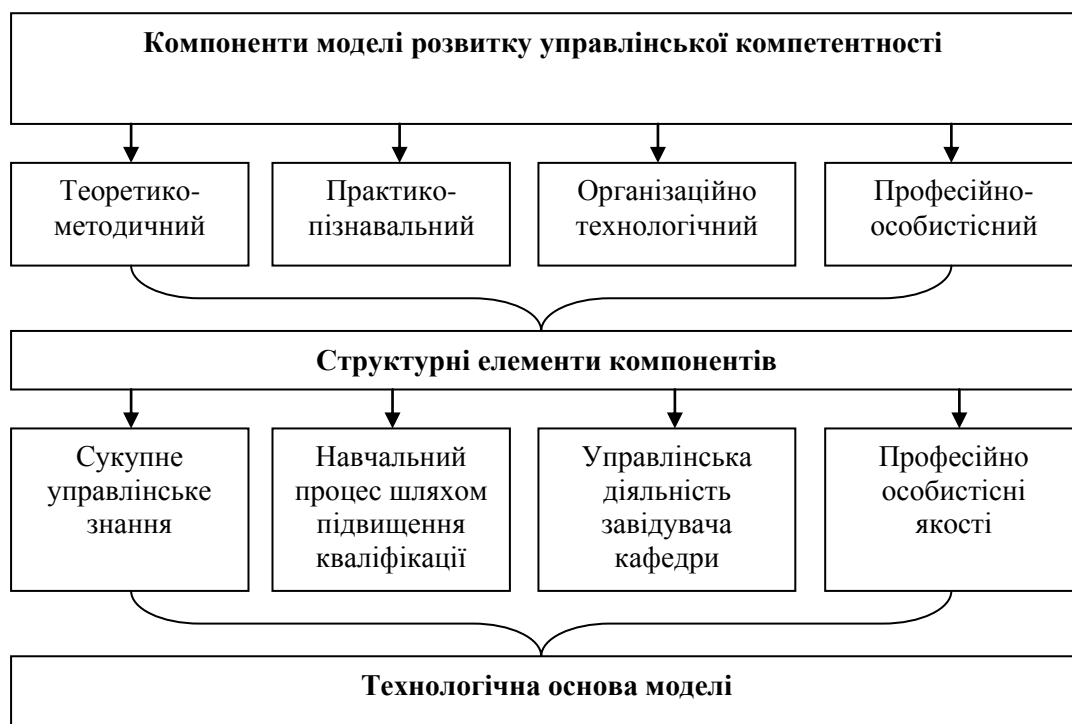 Компоненти моделі розвитку управлінської компетентності
Теоретико-
методичний
Практико-
пізнавальний
Організаційно
технологічний
Професійно-
особистісний
Структурні елементи компонентів
Сукупне
управлінське
знання
Навчальний
процес шляхом
підвищення
кваліфікації
Управлінська
діяльність
завідувача
кафедри
Професійно
особистісні
якості
Технологічна основа моделі